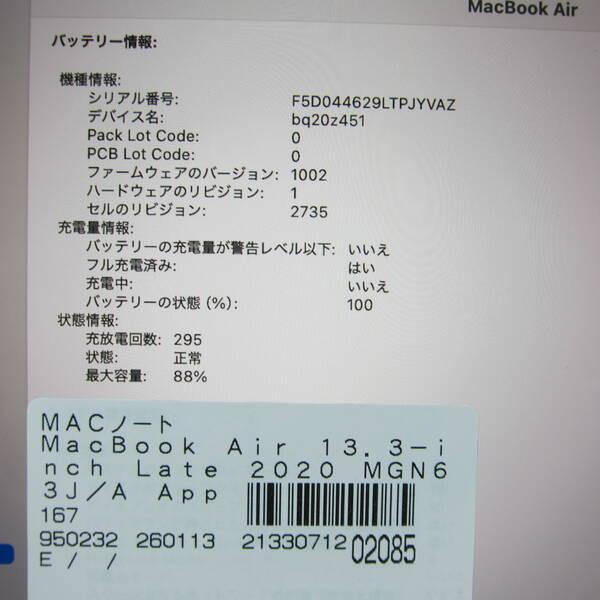 MacBook Air
バッテリー情報:
機種情報:
シリアル番号: F5D044629LTPJYVAZ
デバイス名: bq20z451
Pack Lot Code: 0
PCB Lot Code: 0
ファームウェアのバージョン: 1002
ハードウェアのリビジョン: 1
セルのリビジョン: 2735
充電量情報:
バッテリーの充電量が警告レベル以下: いいえ
フル充電済み: はい
充電中: いいえ
バッテリーの状態（%）: 100
状態情報:
充放電回数: 295
状態: 正常
最大容量: 88%
MACノート
MacBook Air 13.3-i
nch Late 2020 MGN6
3J/A App
167
950232 260113 21330712 02085
E / /